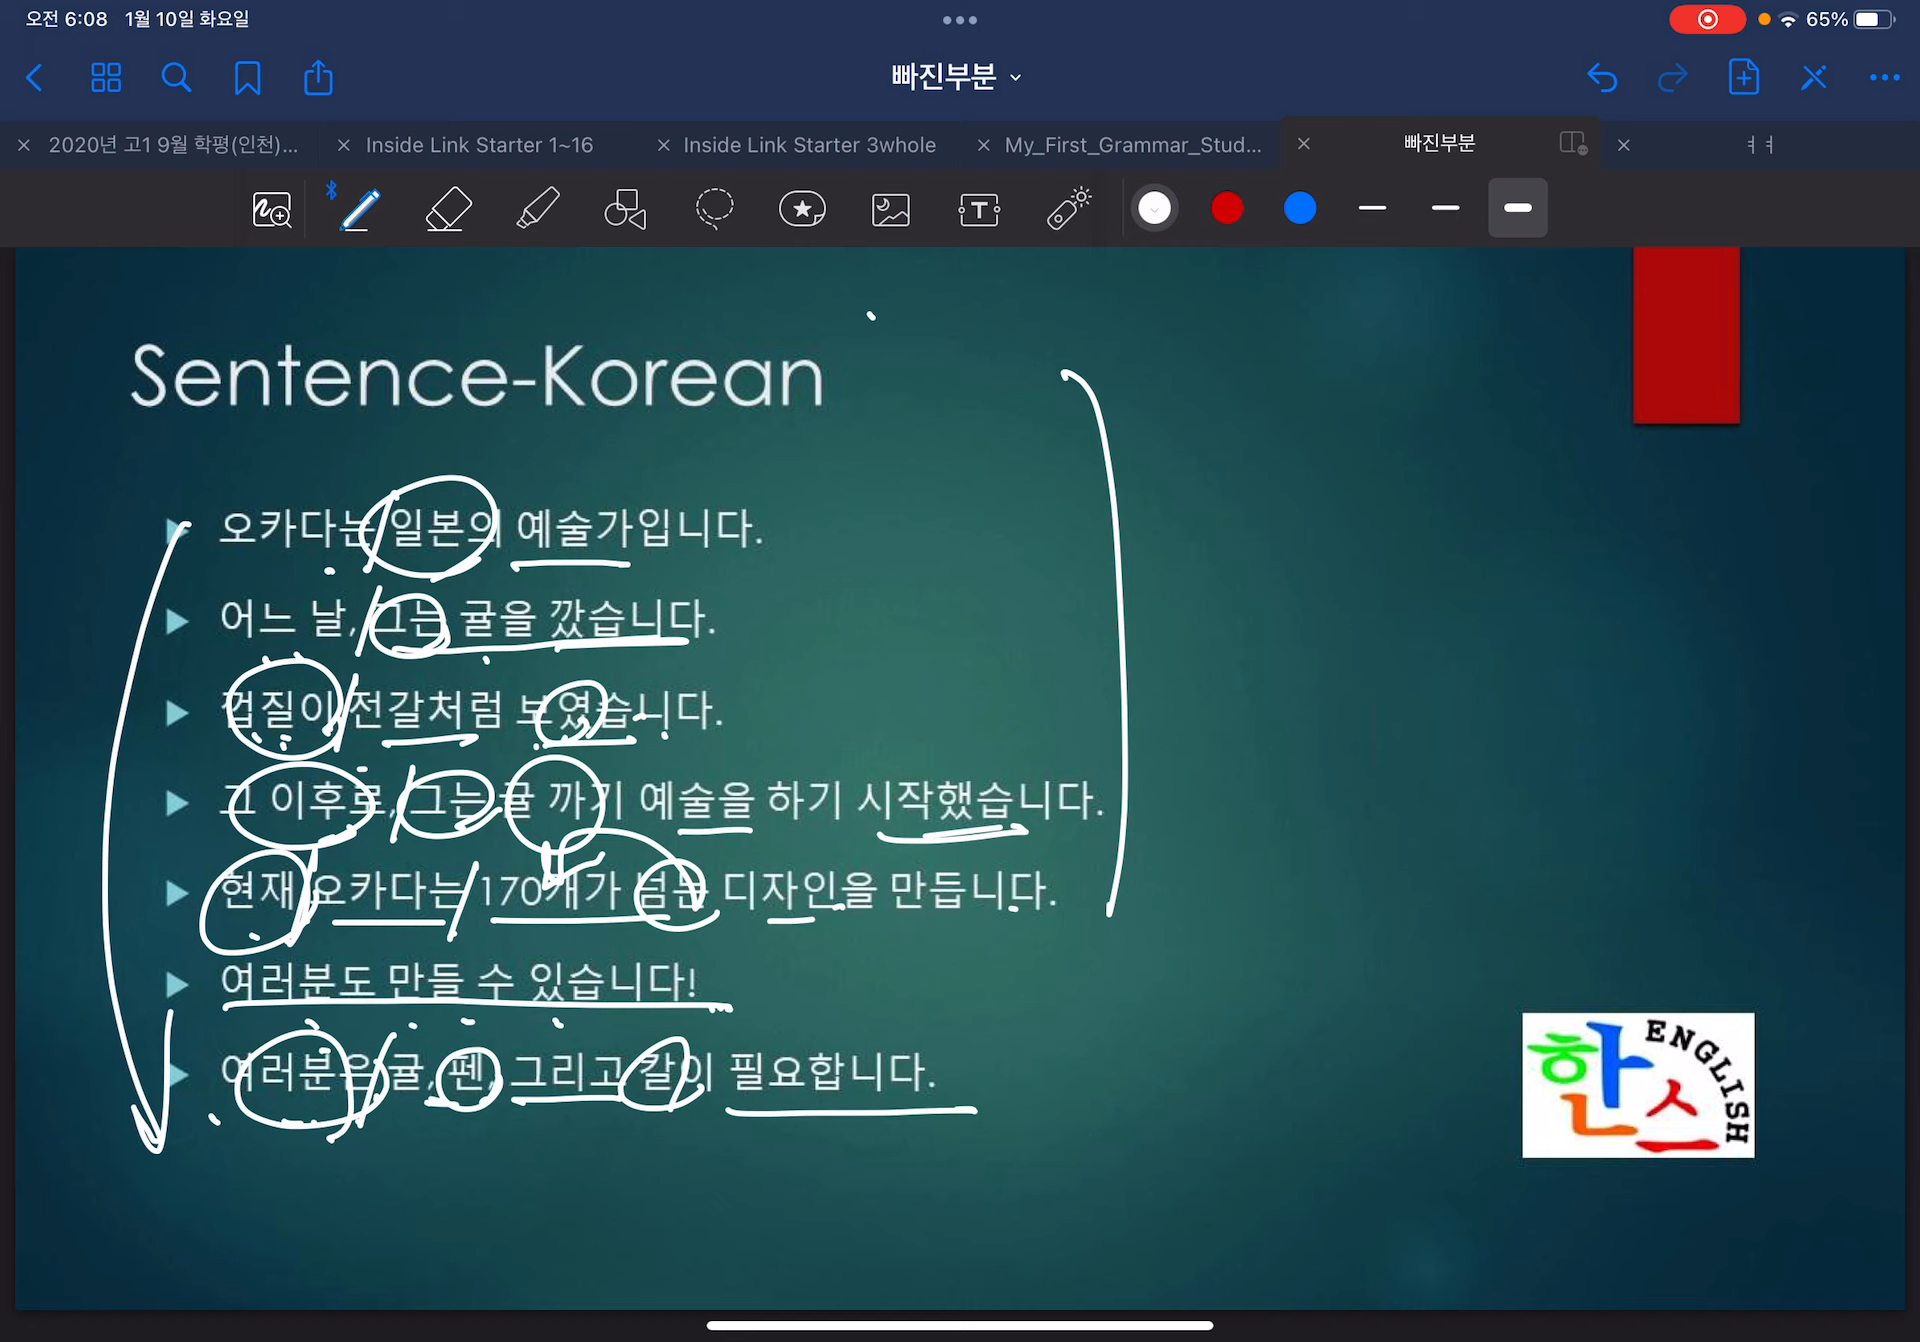 오전 6:08 1월 10일 화요일
65%
빠진부분
2020년 고1 9월 학평(인천)...
Inside Link Starter 1~16
Inside Link Starter 3whole
My_First_Grammar_Stud...
빠진부분
ㅕㅕ
Sentence-Korean
오카다는 일본의 예술가입니다.
어느 날, 그는 귤을 깠습니다.
껍질이 전갈처럼 보였습니다.
그 이후로, 그는 귤 까기 예술을 하기 시작했습니다.
현재 오카다는 170개가 넘는 디자인을 만듭니다.
여러분도 만들 수 있습니다!
여러분은 귤, 펜, 그리고 칼이 필요합니다.
한스 ENGLISH